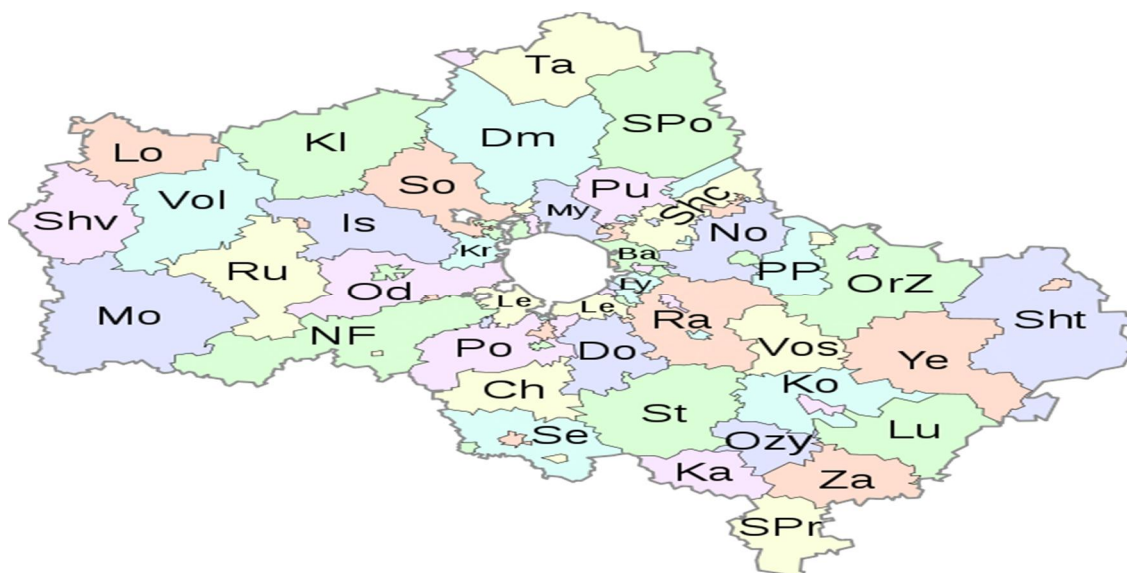 Ta
SPo
Dm
Kl
Lo
So
Pu
Vol
Shc
My
Shv
Is
No
Kr
Ba
Ru
PP
Od
OrZ
Ly
Le
Le
Mo
Ra
Sht
NF
Po
Do
Vos
Ye
Ch
Ko
St
Lu
Se
Ozy
Ka
Za
SPr